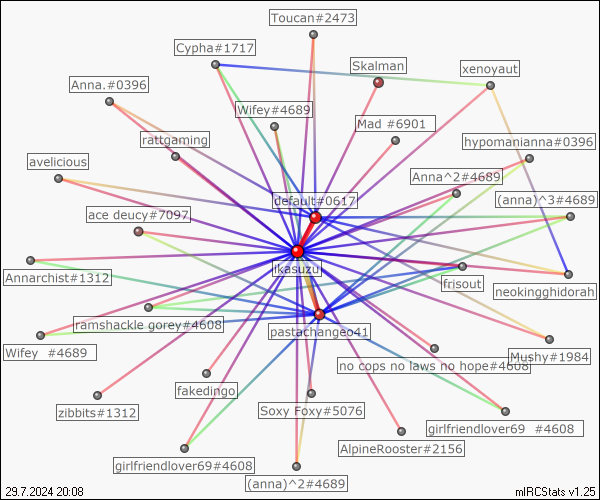 Toucan#2473
Cypha#1717
Skalman
xenoyaut
Anna.#0396
Wifey#4689
Mad #6901
rattgaming
hypomanianna#0396
avelicious
Anna^2#4689
default#0617
(anna)^3#4689
ace deucy#7097
lkasuzu
Annarchist#1312
frisout
neokingghidorah
ramshackle gorey#4608
pastachangeo41
Wifey #4689
Mushy#1984
no cops no laws no hope#4608
fakedingo
zibbits#1312
Soxy Foxy#5076
girlfriendlover69 #4608
AlpineRooster#2156
girlfriendlover69#4608
(anna)^2#4689
29.7.2024 20:08
mIRCStats v1.25